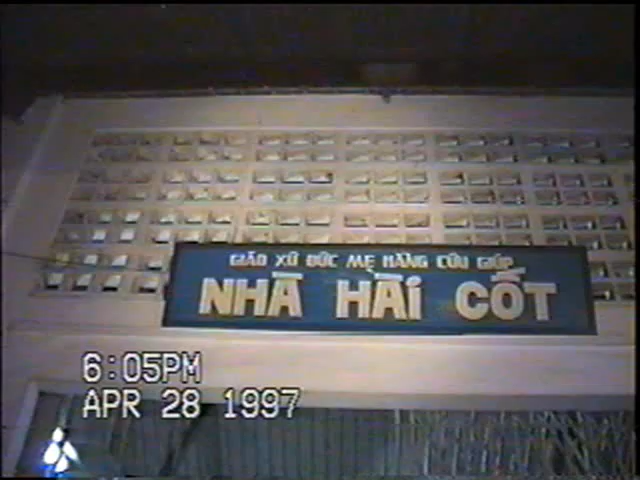 GIÁO XỨ ĐỨC MẸ HẰNG CỨU GIÚP
NHÀ HÀI CỐT
6:05PM
APR 28 1997